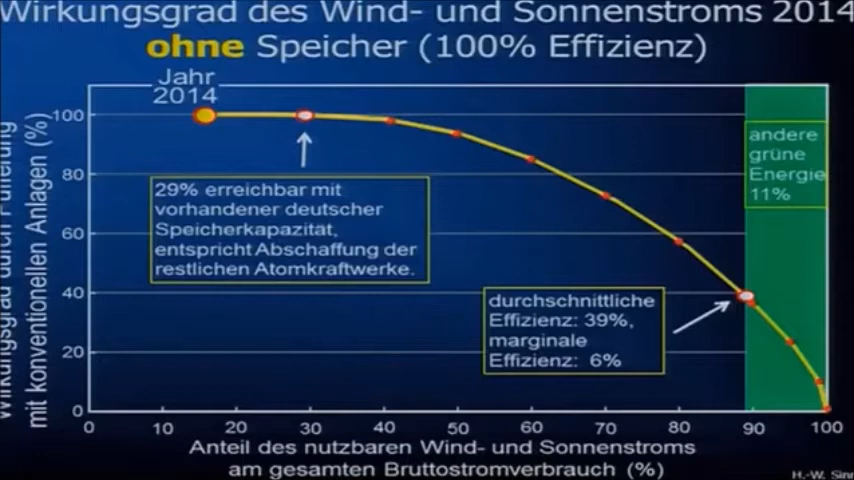 Wirkungsgrad des Wind- und Sonnenstroms 2014
ohne Speicher (100% Effizienz)
Jahr
2014
mit konventionellen Anlagen (%)
100
80
60
40
20
0
29% erreichbar mit
vorhandener deutscher
Speicherkapazität,
entspricht Abschaffung der
restlichen Atomkraftwerke.
durchschnittliche
Effizienz: 39%,
marginale
Effizienz: 6%
andere
grüne
Energie
11%
0 10 20 30 40 50 60 70 80 90 100
Anteil des nutzbaren Wind- und Sonnenstroms
am gesamten Bruttostromverbrauch (%)
H.-W. Sinn